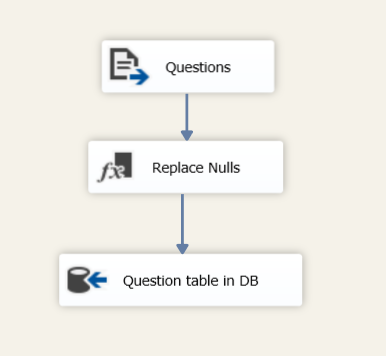 Questions
Replace Nulls
Question table in DB